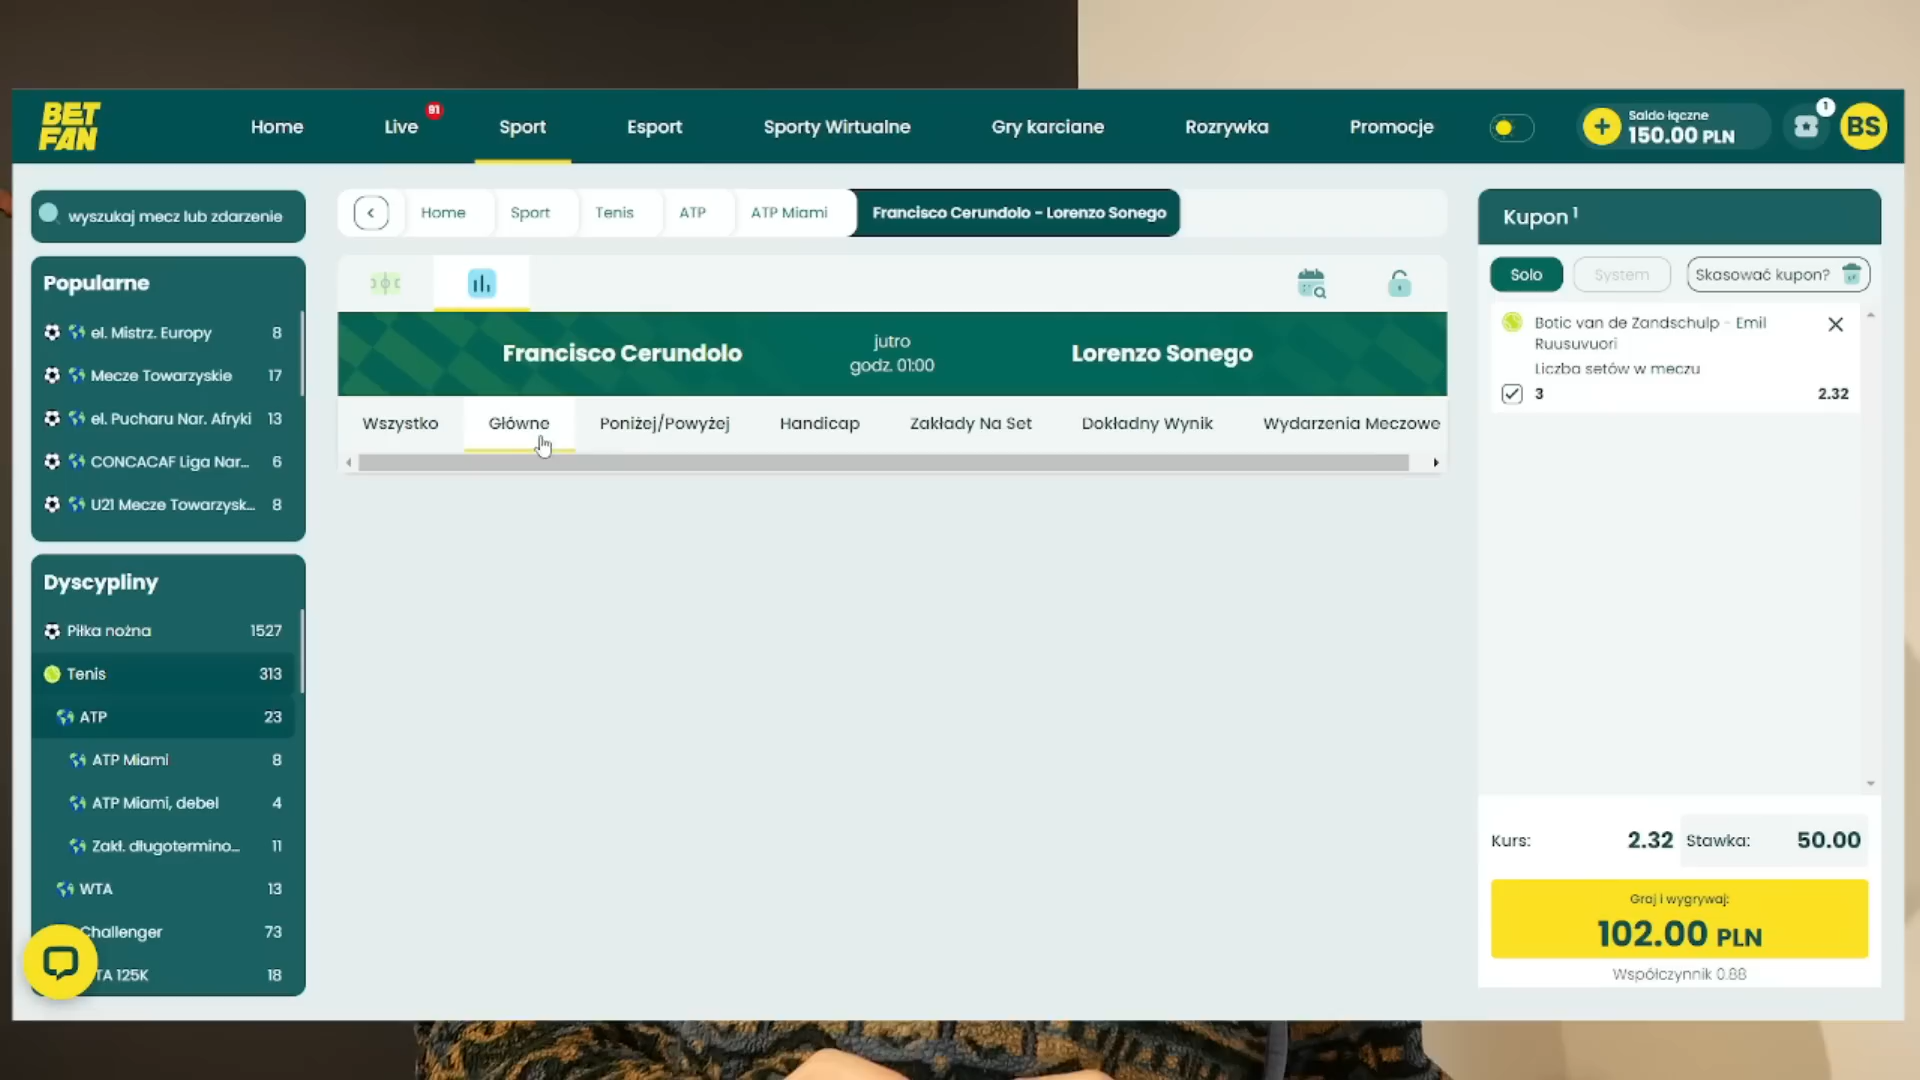 BET
FAN
Home
Live
91
Sport
Esport
Sporty Wirtualne
Gry karciane
Rozrywka
Promocje
Saldo łączne
150.00 PLN
1
BS
wyszukaj mecz lub zdarzenie
Home
Sport
Tenis
ATP
ATP Miami
Francisco Cerundolo - Lorenzo Sonego
Popularne
el. Mistrz. Europy 8
Mecze Towarzyskie 17
el. Pucharu Nar. Afryki 13
CONCACAF Liga Nar... 6
U21 Mecze Towarzysk... 8
Dyscypliny
Piłka nożna 1527
Tenis 313
ATP 23
ATP Miami 8
ATP Miami, debel 4
Zakł. długotermino... 11
WTA 13
Challenger 73
TA 125K 18
Francisco Cerundolo
jutro
godz. 01:00
Lorenzo Sonego
Wszystko
Główne
Poniżej/Powyżej
Handicap
Zakłady Na Set
Dokładny Wynik
Wydarzenia Meczowe
Kupon 1
Solo
System
Skasować kupon?
Botic van de Zandschulp - Emil
Ruusuvuori
Liczba setów w meczu
3 2.32
Kurs: 2.32 Stawka: 50.00
Graj i wygrywaj:
102.00 PLN
Współczynnik 0.88